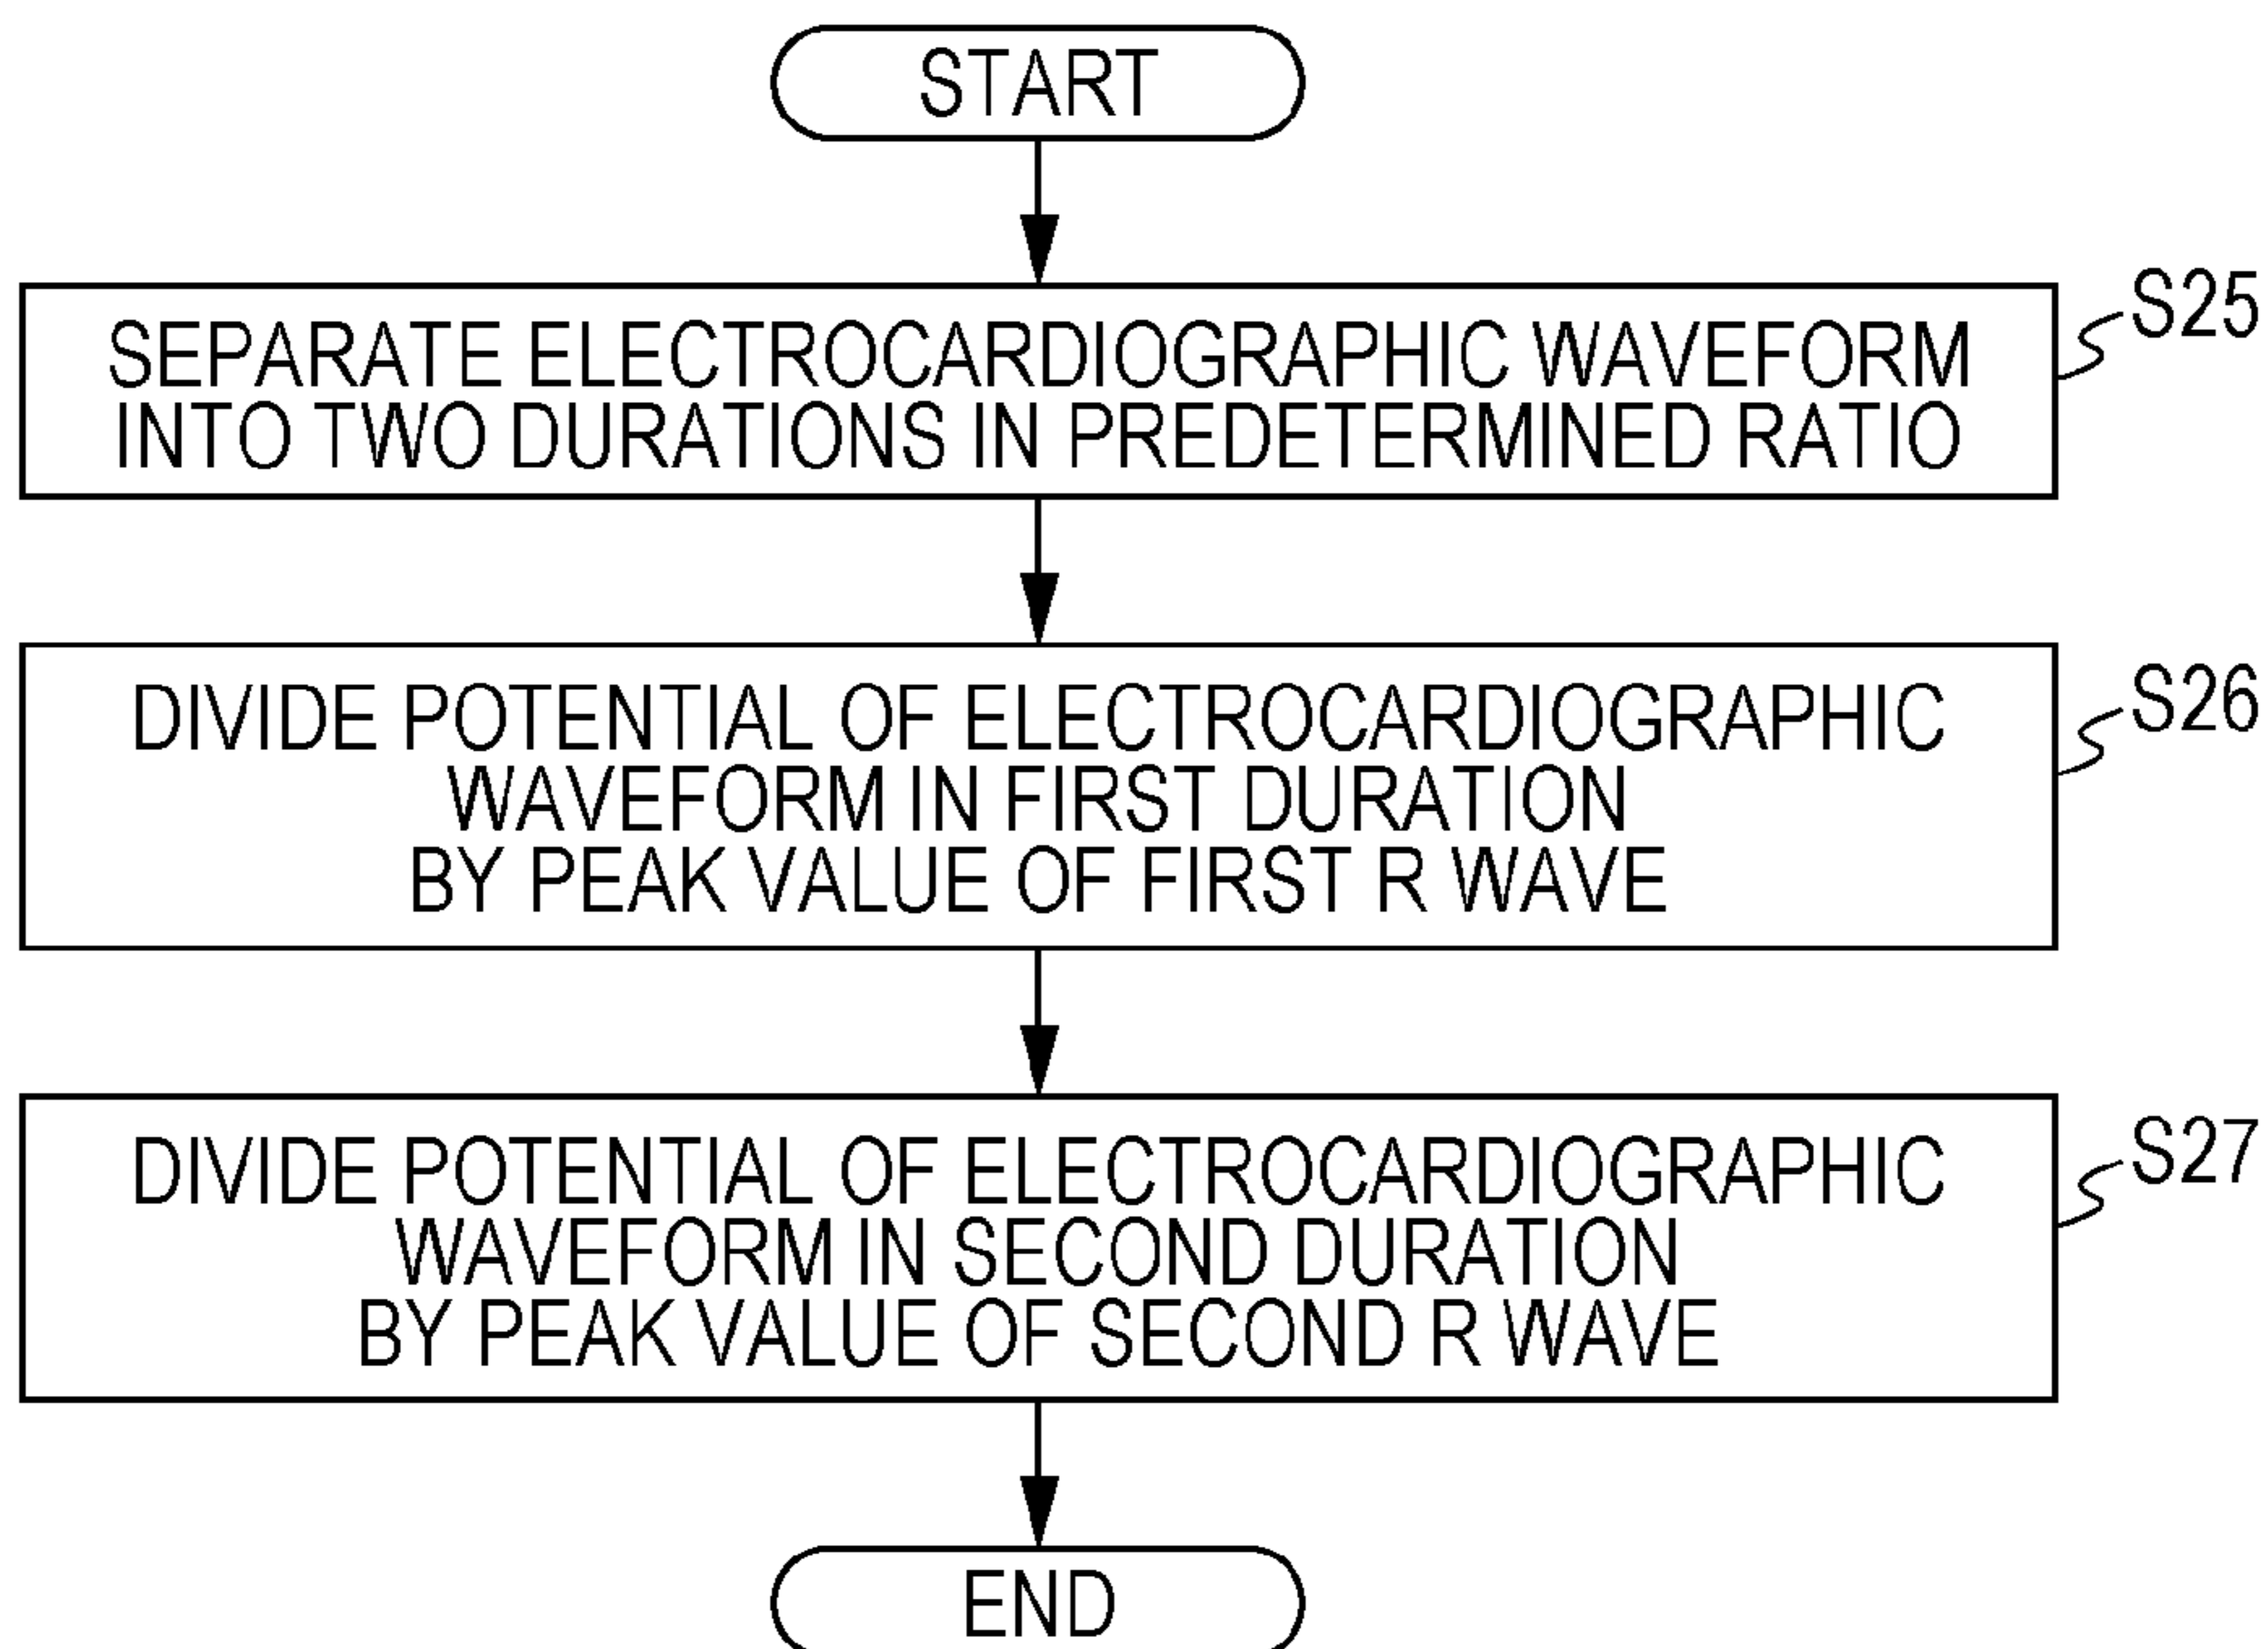 START
S25
SEPARATE ELECTROCARDIOGRAPHIC WAVEFORM
INTO TWO DURATIONS IN PREDETERMINED RATIO
S26
DIVIDE POTENTIAL OF ELECTROCARDIOGRAPHIC
WAVEFORM IN FIRST DURATION
BY PEAK VALUE OF FIRST R WAVE
S27
DIVIDE POTENTIAL OF ELECTROCARDIOGRAPHIC
WAVEFORM IN SECOND DURATION
BY PEAK VALUE OF SECOND R WAVE
END